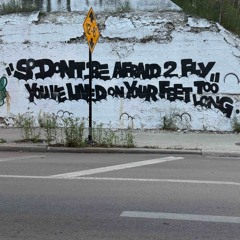 "SO DON'T BE AFRAID 2 FLY
YOU'VE LIVED ON YOUR FEET TOO LONG."